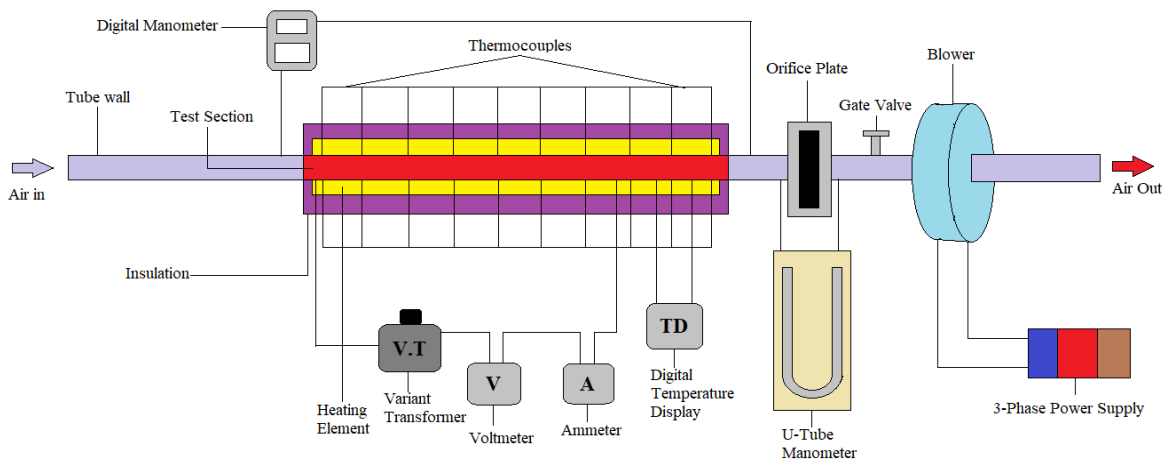 Digital Manometer
Thermocouples
Blower
Orifice Plate
Tube wall
Gate Valve
Test Section
Air in
Air Out
Insulation
V.T
TD
V
A
Heating
Element
Variant
Transformer
Voltmeter
Ammeter
Digital
Temperature
Display
U-Tube
Manometer
3-Phase Power Supply